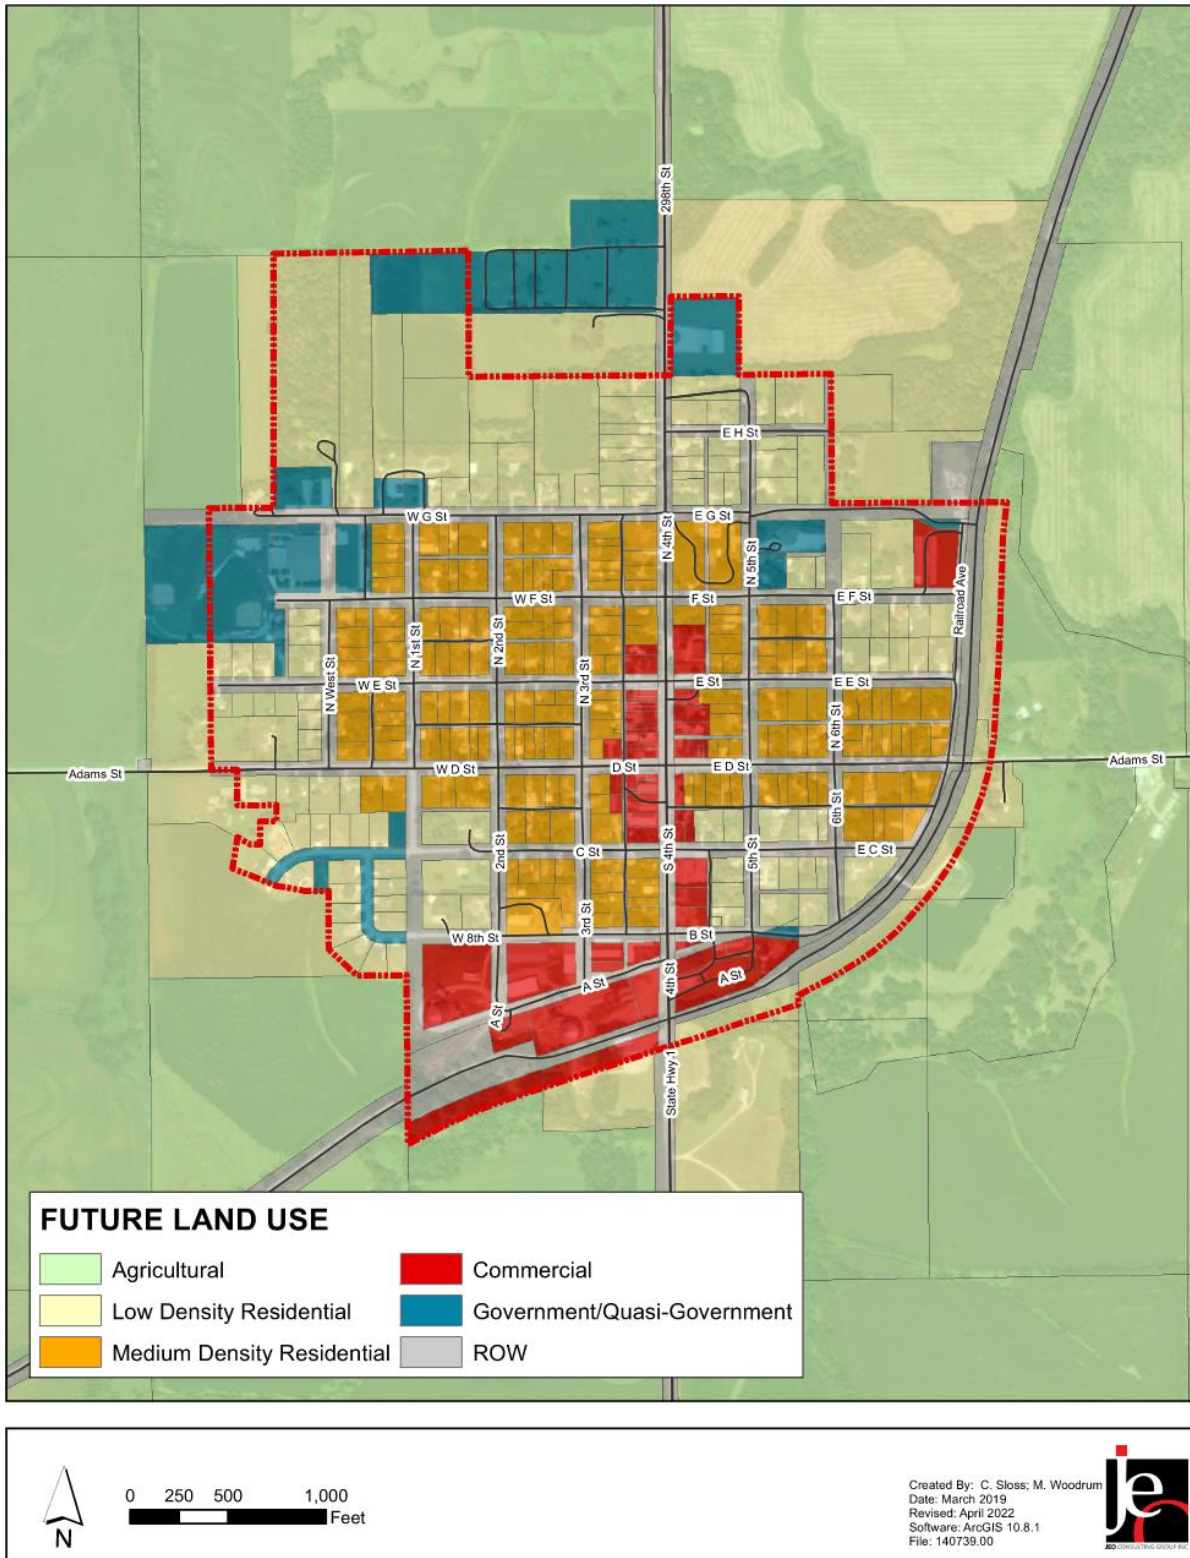 298th St
E H St
W G St
E G St
N 4th St
N 5th St
W F St
F St
E F St
Railroad Ave
N 1st St
N 2nd St
N 3rd St
N West St
W E St
E St
E E St
N 6th St
Adams St
W D St
D St
E D St
Adams St
6th St
2nd St
C St
S 4th St
5th St
E C St
3rd St
W 8th St
B St
4th St
A St
A St
A St
State Hwy 1
FUTURE LAND USE
Agricultural
Low Density Residential
Medium Density Residential
Commercial
Government/Quasi-Government
ROW
0 250 500 1,000
Feet
N
Created By: C. Sloss; M. Woodrum
Date: March 2019
Revised: April 2022
Software: ArcGIS 10.8.1
File: 140739.00
jeo
JEO CONSULTING GROUP INC